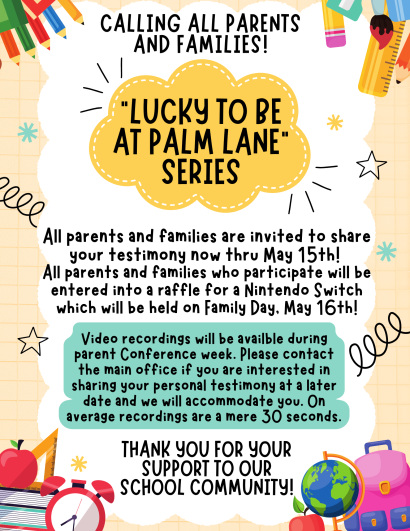 CALLING ALL PARENTS
AND FAMILIES!
"LUCKY TO BE
AT PALM LANE"
SERIES
All parents and families are invited to share
your testimony now thru May 15th!
All parents and families who participate will be
entered into a raffle for a Nintendo Switch
which will be held on Family Day, May 16th!
Video recordings will be availble during
parent Conference week. Please contact
the main office if you are interested in
sharing your personal testimony at a later
date and we will accommodate you. On
average recordings are a mere 30 seconds.
THANK YOU FOR YOUR
SUPPORT TO OUR
SCHOOL COMMUNITY!